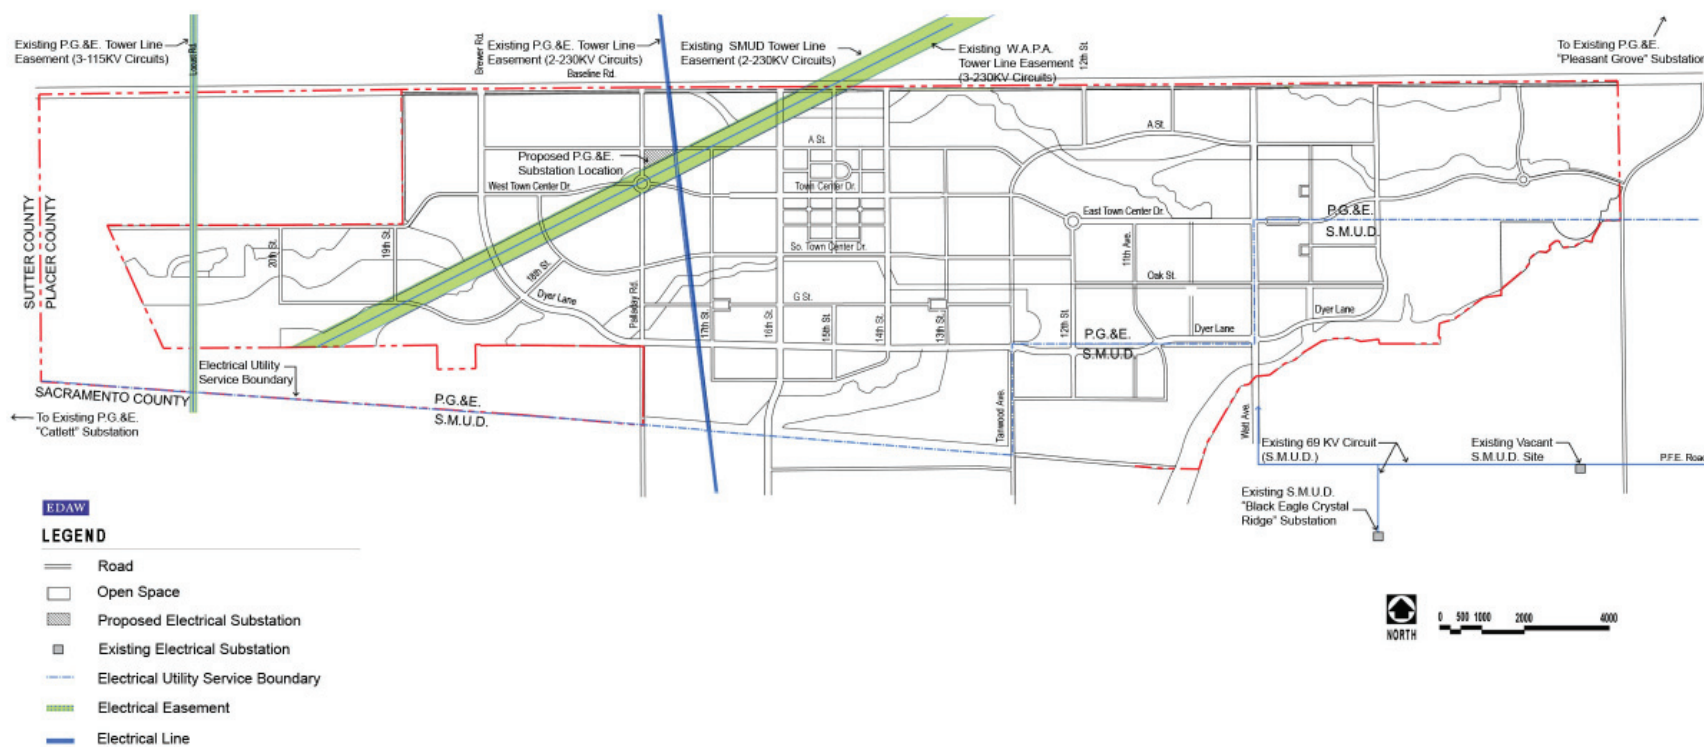 Existing P.G.&E. Tower Line
Easement (3-115KV Circuits)
Locust Rd.
Brewer Rd.
Existing P.G.&E. Tower Line
Easement (2-230KV Circuits)
Baseline Rd.
Existing SMUD Tower Line
Easement (2-230KV Circuits)
Existing W.A.P.A.
Tower Line Easement
(3-230KV Circuits)
12th St.
To Existing P.G.&E.
"Pleasant Grove" Substation
A St.
A St.
Proposed P.G.&E.
Substation Location
West Town Center Dr.
Town Center Dr.
East Town Center Dr.
P.G.&E.
S.M.U.D.
So. Town Center Dr.
SUTTER COUNTY
PLACER COUNTY
20th St.
19th St.
18th St.
Dyer Lane
Palladay Rd.
G St.
17th St.
16th St.
15th St.
14th St.
13th St.
12th St.
11th Ave.
Oak St.
Dyer Lane
Dyer Lane
P.G.&E.
S.M.U.D.
Electrical Utility
Service Boundary
SACRAMENTO COUNTY
To Existing P.G.&E.
"Catlett" Substation
P.G.&E.
S.M.U.D.
Tanwood Ave.
Watt Ave.
Existing 69 KV Circuit
(S.M.U.D.)
Existing Vacant
S.M.U.D. Site
P.F.E. Road
Existing S.M.U.D.
"Black Eagle Crystal
Ridge" Substation
EDAW
LEGEND
Road
Open Space
Proposed Electrical Substation
Existing Electrical Substation
Electrical Utility Service Boundary
Electrical Easement
Electrical Line
NORTH
0 500 1000 2000 4000